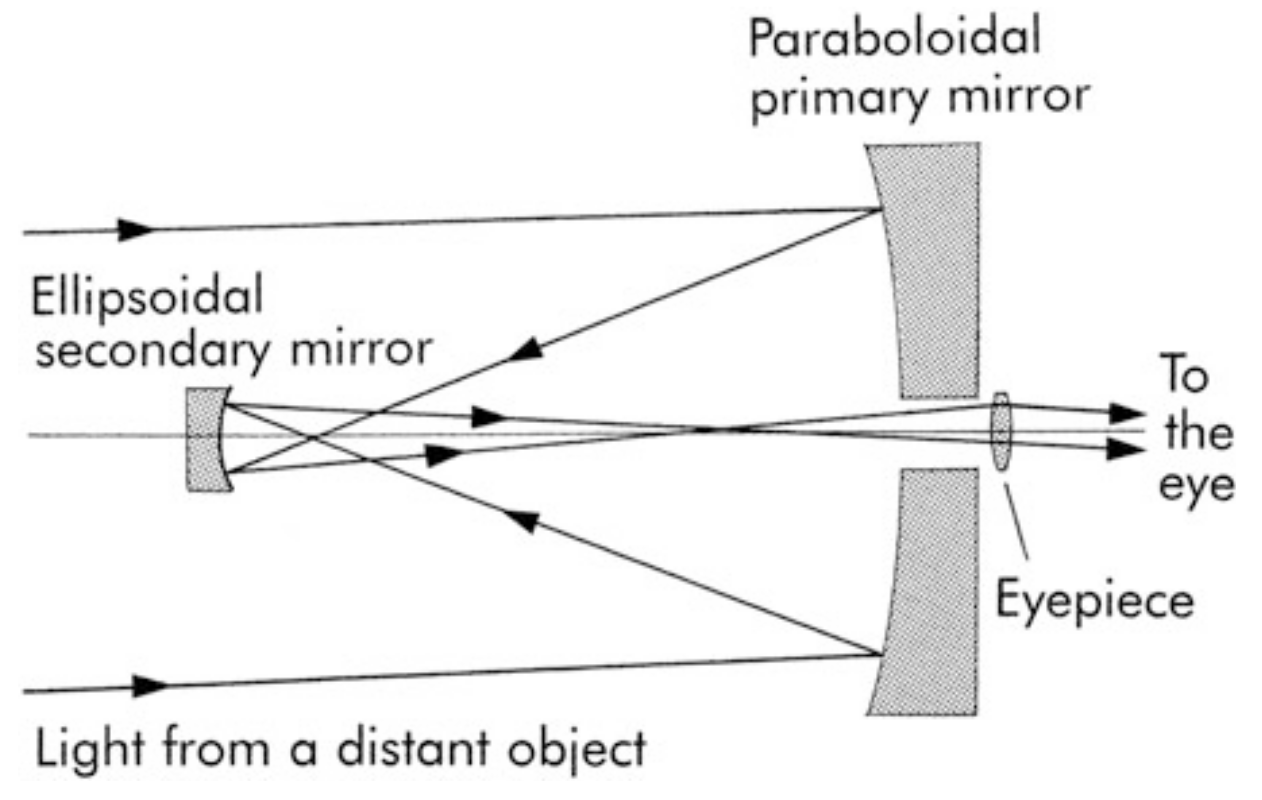 Paraboloidal
primary mirror
Ellipsoidal
secondary mirror
To
the
eye
Eyepiece
Light from a distant object